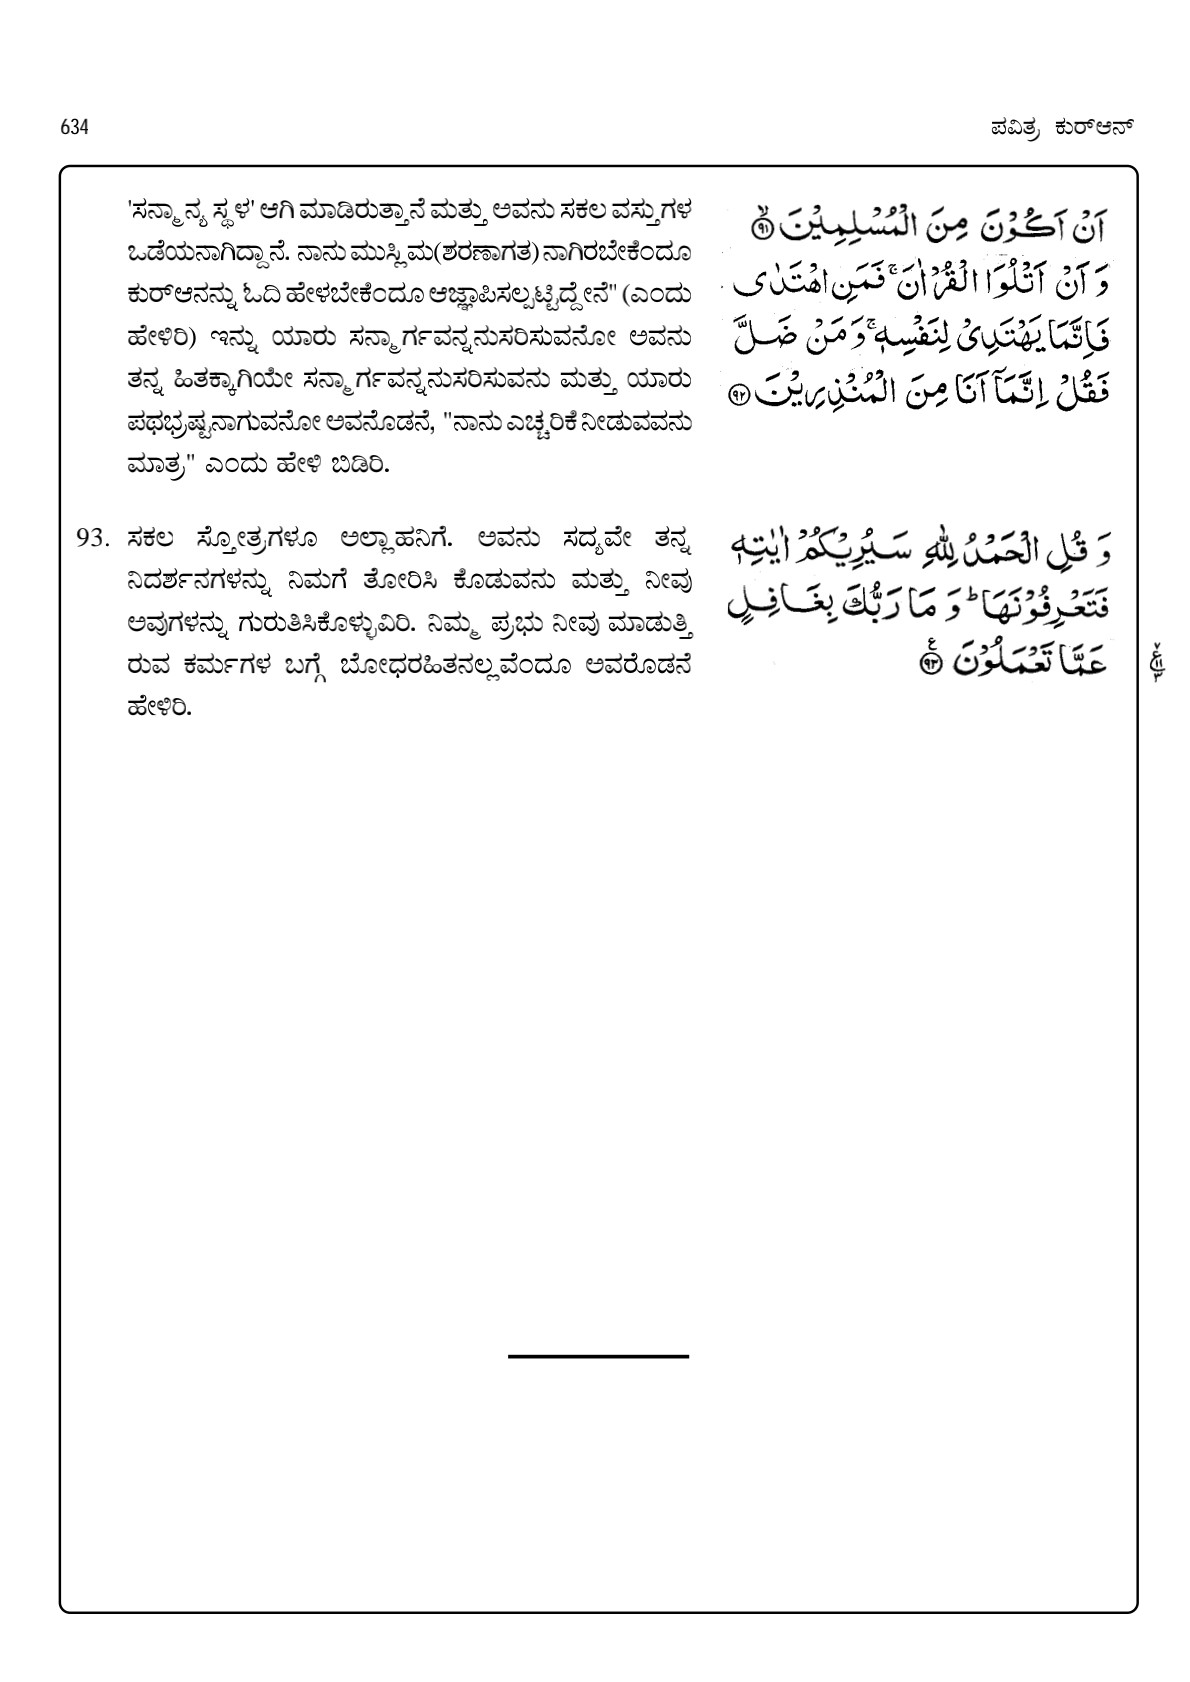 634
ಪವಿತ್ರ ಕುರ್‌ಆನ್
'ಸನ್ಮಾನ್ಯ ಸ್ಥಳ' ಆಗಿ ಮಾಡಿರುತ್ತಾನೆ ಮತ್ತು ಅವನು ಸಕಲ ವಸ್ತುಗಳ
ಒಡೆಯನಾಗಿದ್ದಾನೆ. ನಾನು ಮುಸ್ಲಿಮ(ಶರಣಾಗತ)ನಾಗಿರಬೇಕೆಂದೂ
ಕುರ್‌ಆನನ್ನು ಓದಿ ಹೇಳಬೇಕೆಂದೂ ಆಜ್ಞಾಪಿಸಲ್ಪಟ್ಟಿದ್ದೇನೆ" (ಎಂದು
ಹೇಳಿರಿ) ಇನ್ನು ಯಾರು ಸನ್ಮಾರ್ಗವನ್ನನುಸರಿಸುವನೋ ಅವನು
ತನ್ನ ಹಿತಕ್ಕಾಗಿಯೇ ಸನ್ಮಾರ್ಗವನ್ನನುಸರಿಸುವನು ಮತ್ತು ಯಾರು
ಪಥಭ್ರಷ್ಟನಾಗುವನೋ ಅವನೊಡನೆ, "ನಾನು ಎಚ್ಚರಿಕೆ ನೀಡುವವನು
ಮಾತ್ರ" ಎಂದು ಹೇಳಿ ಬಿಡಿರಿ.
اَنْ اَكُوْنَ مِنَ الْمُسْلِمِيْنَ ۙ﴿۹۱﴾
وَ اَنْ اَتْلُوَا الْقُرْاٰنَ ۚ فَمَنِ اهْتَدٰى
فَاِنَّمَا يَهْتَدِىْ لِنَفْسِهٖ ۚ وَ مَنْ ضَلَّ
فَقُلْ اِنَّمَآ اَنَا مِنَ الْمُنْذِرِيْنَ ﴿۹۲﴾
93. ಸಕಲ ಸ್ತೋತ್ರಗಳೂ ಅಲ್ಲಾಹನಿಗೆ. ಅವನು ಸದ್ಯವೇ ತನ್ನ
ನಿದರ್ಶನಗಳನ್ನು ನಿಮಗೆ ತೋರಿಸಿ ಕೊಡುವನು ಮತ್ತು ನೀವು
ಅವುಗಳನ್ನು ಗುರುತಿಸಿಕೊಳ್ಳುವಿರಿ. ನಿಮ್ಮ ಪ್ರಭು ನೀವು ಮಾಡುತ್ತಿ
ರುವ ಕರ್ಮಗಳ ಬಗ್ಗೆ ಬೋಧರಹಿತನಲ್ಲವೆಂದೂ ಅವರೊಡನೆ
ಹೇಳಿರಿ.
وَ قُلِ الْحَمْدُ لِلّٰهِ سَيُرِيْكُمْ اٰيٰتِهٖ
فَتَعْرِفُوْنَهَا ؕ وَ مَا رَبُّكَ بِغَافِلٍ
عَمَّا تَعْمَلُوْنَ ﴿۹۳﴾